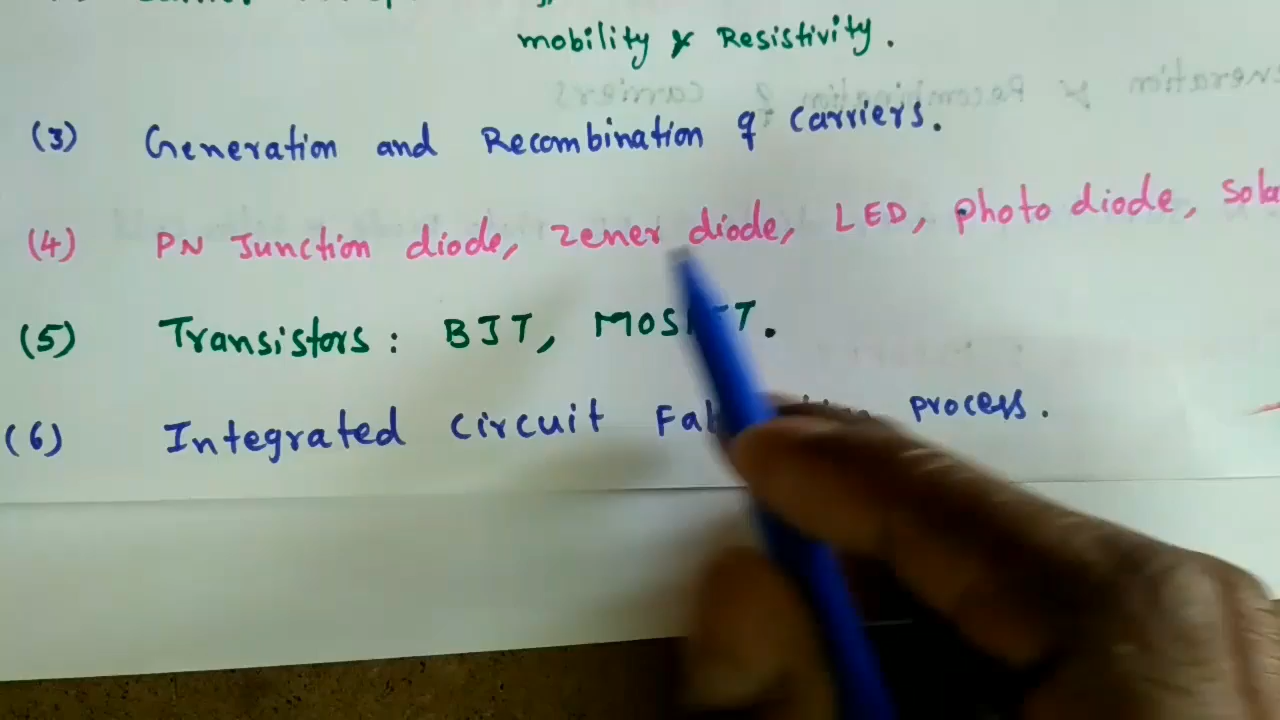 mobility & Resistivity.
(3) Generation and Recombination of Carriers.
(4) PN Junction diode, Zener diode, LED, photo diode,
(5) Transistors: BJT,
(6) Integrated Circuit process.